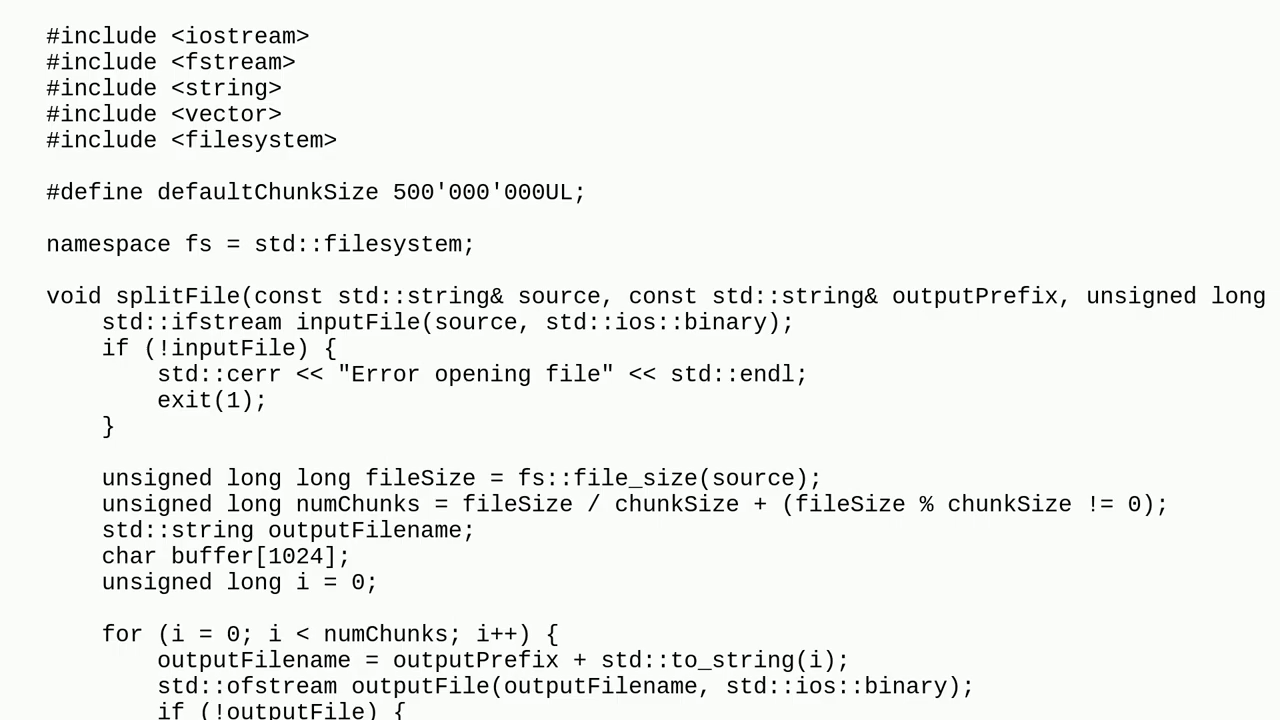 #include <iostream>
#include <fstream>
#include <string>
#include <vector>
#include <filesystem>
#define defaultChunkSize 500'000'000UL;
namespace fs = std::filesystem;
void splitFile(const std::string& source, const std::string& outputPrefix, unsigned long
std::ifstream inputFile(source, std::ios::binary);
if (!inputFile) {
std::cerr << "Error opening file" << std::endl;
exit(1);
}
unsigned long long fileSize = fs::file_size(source);
unsigned long numChunks = fileSize / chunkSize + (fileSize % chunkSize != 0);
std::string outputFilename;
char buffer[1024];
unsigned long i = 0;
for (i = 0; i < numChunks; i++) {
outputFilename = outputPrefix + std::to_string(i);
std::ofstream outputFile(outputFilename, std::ios::binary);
if (!outputFile) {